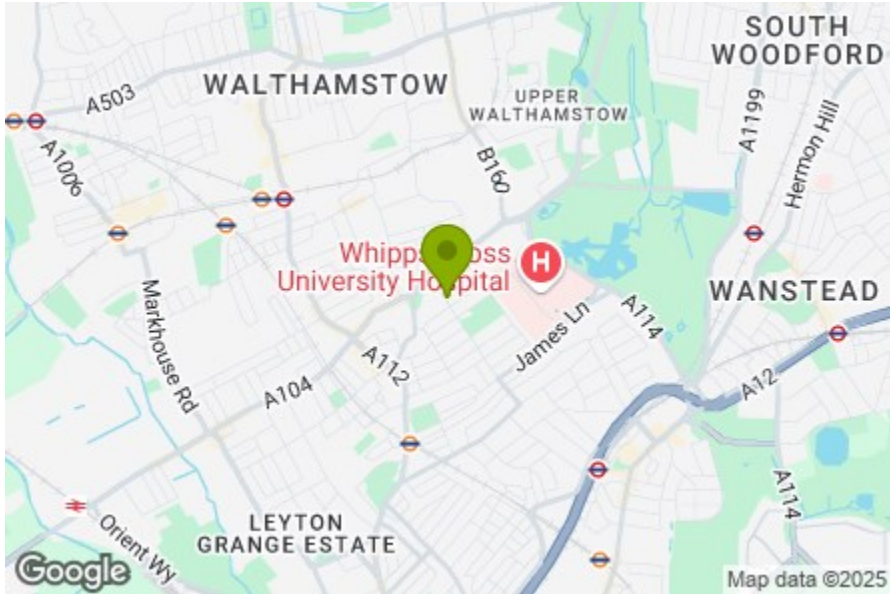 SOUTH
WOODFORD
WALTHAMSTOW
A503
UPPER
WALTHAMSTOW
A1199
Hermon Hill
A1006
B160
Whipps
oss
University Hospital
H
WANSTEAD
A114
James Ln
Markhouse Rd
A112
A12
A104
A114
LEYTON
GRANGE ESTATE
Orient Wy
Google
Map data ©2025